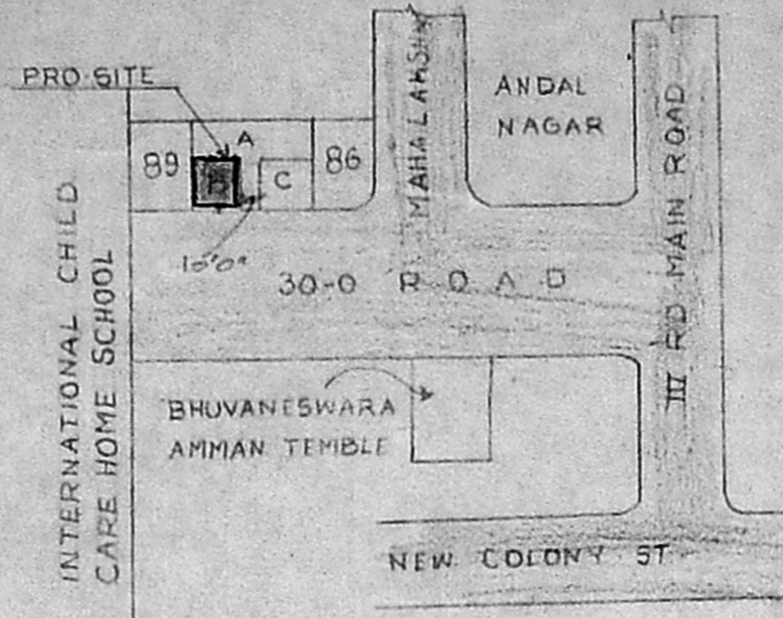 PRO-SITE
MAHALAKSHM
ANDAL
NAGAR
A
89
B
C
86
10'0"
30-0 ROAD
III RD MAIN ROAD
INTERNATIONAL CHILD
CARE HOME SCHOOL
BHUVANESWARA
AMMAN TEMBLE
NEW COLONY ST